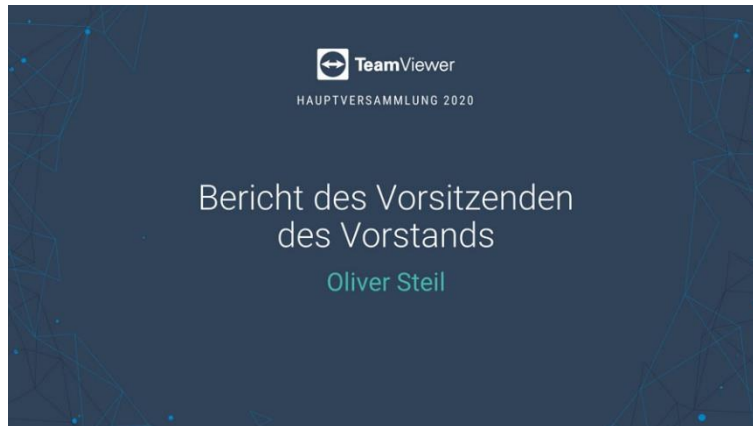 TeamViewer
HAUPTVERSAMMLUNG 2020
Bericht des Vorsitzenden
des Vorstands
Oliver Steil